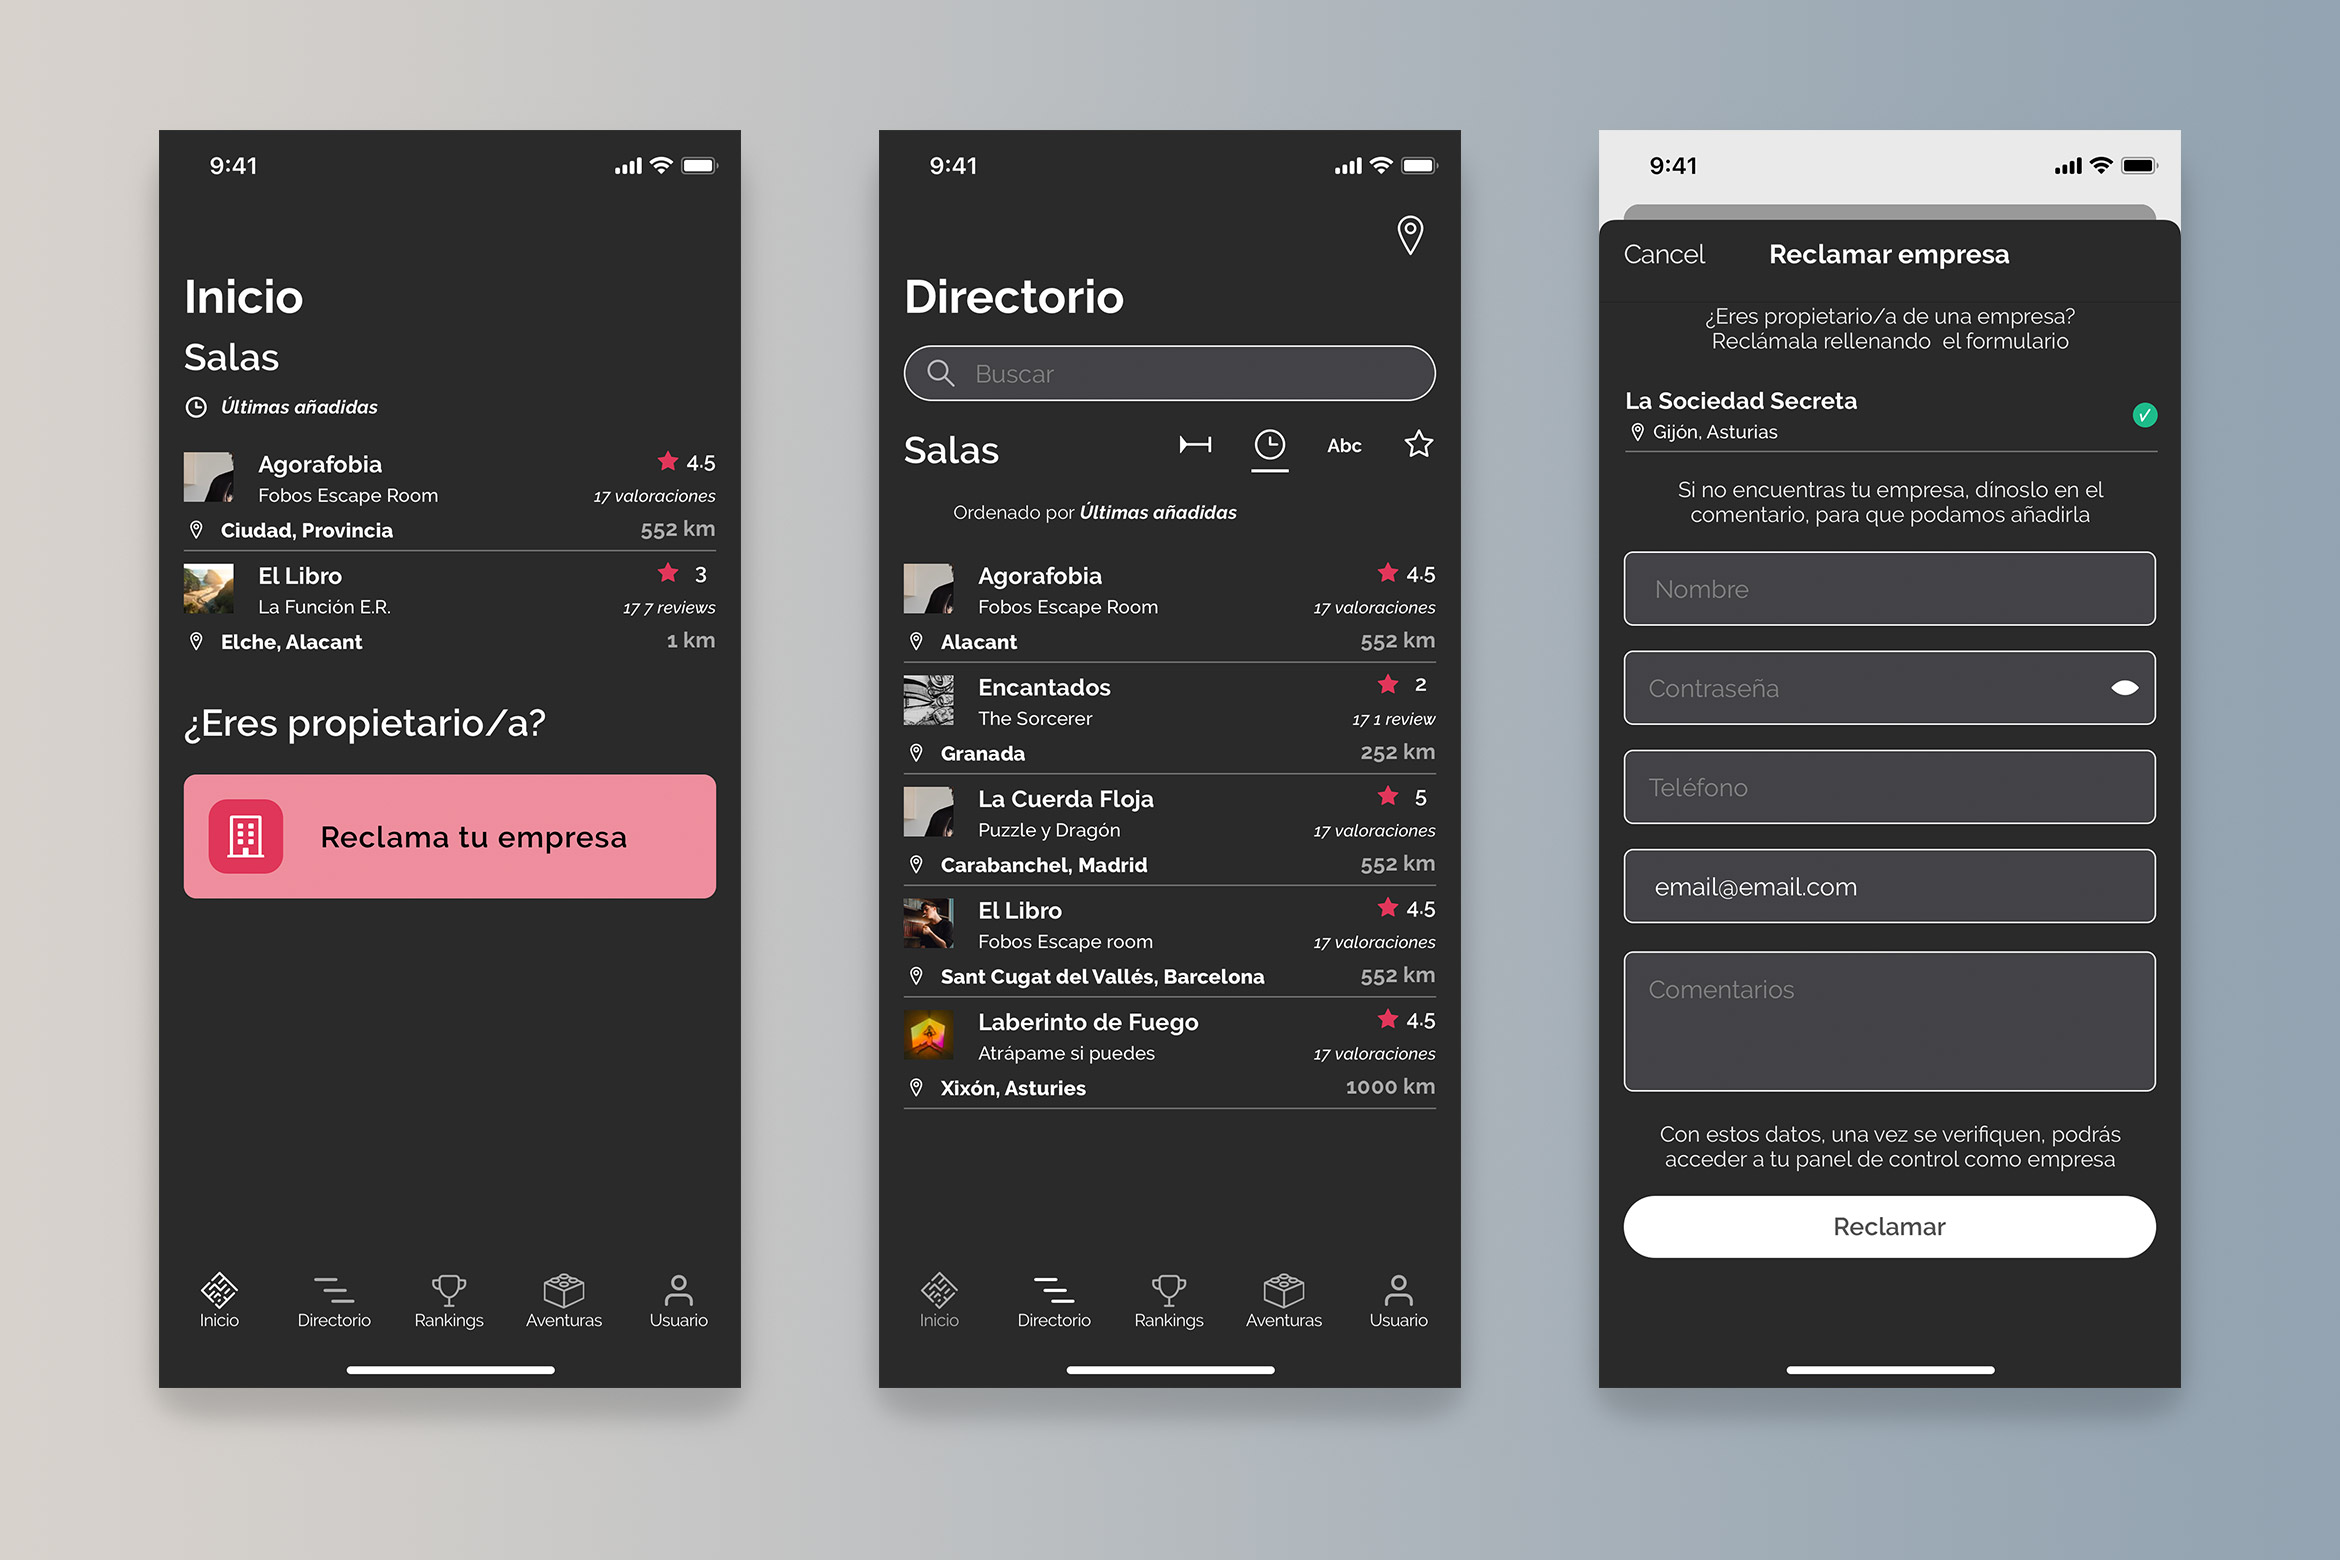 9:41
Inicio
Salas
Últimas añadidas
Agorafobia
4.5
Fobos Escape Room
17 valoraciones
Ciudad, Provincia
552 km
El Libro
3
La Función E.R.
17 7 reviews
Elche, Alacant
1 km
¿Eres propietario/a?
Reclama tu empresa
Inicio
Directorio
Rankings
Aventuras
Usuario
9:41
Directorio
Buscar
Salas
Abc
Ordenado por Últimas añadidas
Agorafobia
4.5
Fobos Escape Room
17 valoraciones
Alacant
552 km
Encantados
2
The Sorcerer
17 1 review
Granada
252 km
La Cuerda Floja
5
Puzzle y Dragón
17 valoraciones
Carabanchel, Madrid
552 km
El Libro
4.5
Fobos Escape room
17 valoraciones
Sant Cugat del Vallés, Barcelona
552 km
Laberinto de Fuego
4.5
Atrápame si puedes
17 valoraciones
Xixón, Asturies
1000 km
Inicio
Directorio
Rankings
Aventuras
Usuario
9:41
Cancel
Reclamar empresa
¿Eres propietario/a de una empresa?
Reclámala rellenando el formulario
La Sociedad Secreta
Gijón, Asturias
Si no encuentras tu empresa, dínoslo en el
comentario, para que podamos añadirla
Nombre
Contraseña
Teléfono
email@email.com
Comentarios
Con estos datos, una vez se verifiquen, podrás
acceder a tu panel de control como empresa
Reclamar